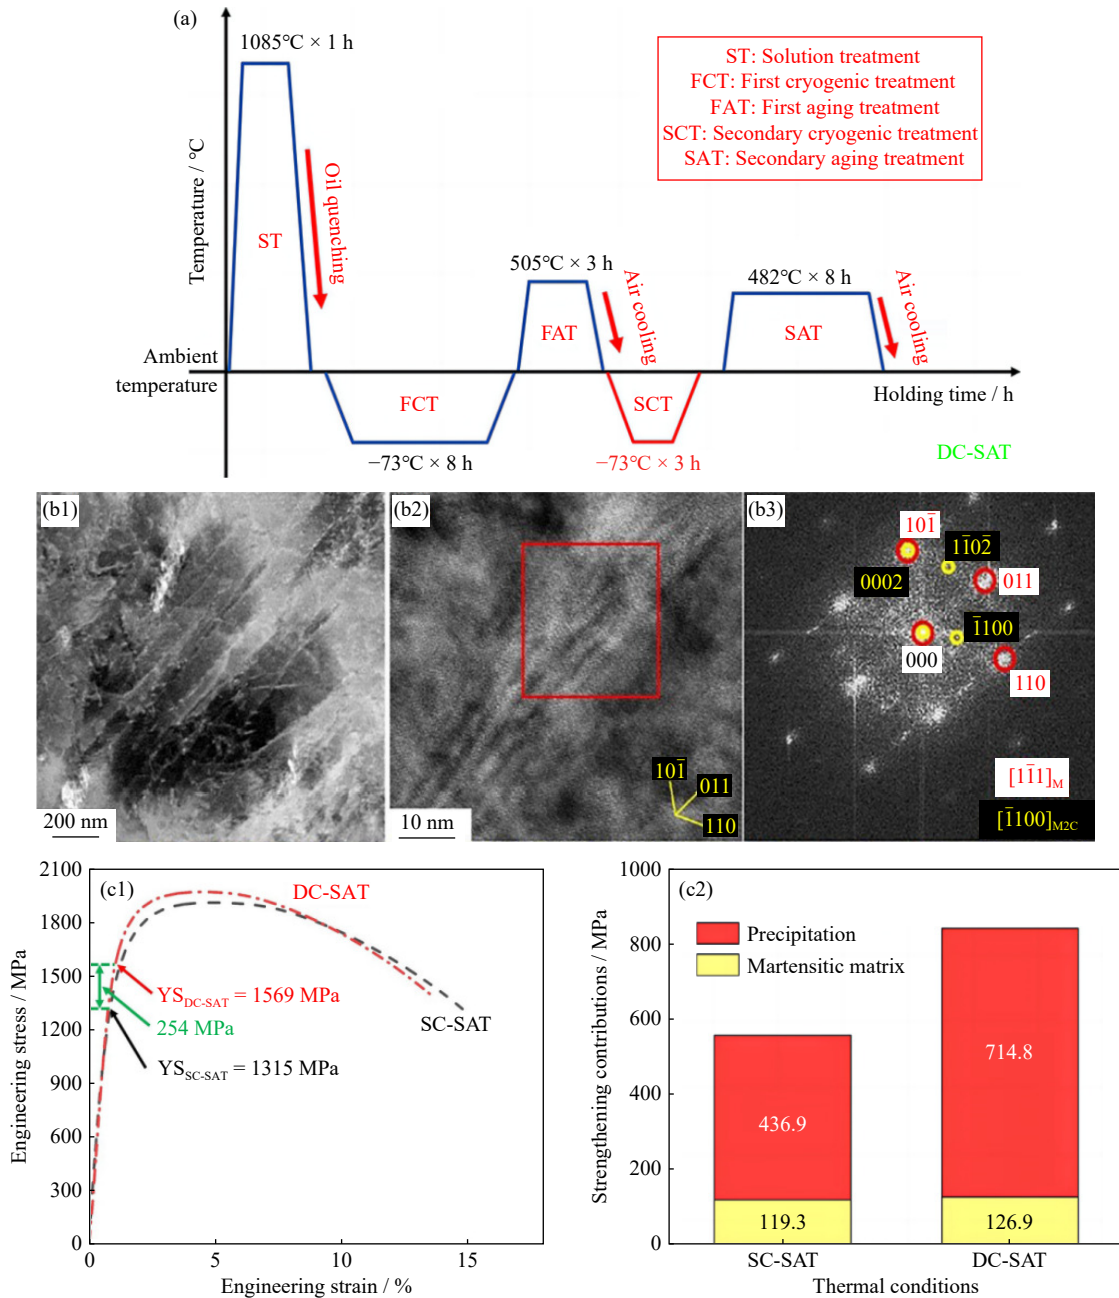 (a)
1085°C × 1 h
ST: Solution treatment
FCT: First cryogenic treatment
FAT: First aging treatment
SCT: Secondary cryogenic treatment
SAT: Secondary aging treatment
Temperature / °C
Oil quenching
ST
505°C × 3 h
FAT
Air cooling
482°C × 8 h
SAT
Air cooling
Ambient
temperature
FCT
SCT
Holding time / h
−73°C × 8 h
−73°C × 3 h
DC-SAT
(b1)
200 nm
(b2)
10 nm
101̄
011
110
(b3)
101̄
11̄02̄
0002
011
1̄100
000
110
[11̄1]M
[1̄100]M2C
(c1)
Engineering stress / MPa
2100
1800
1500
1200
900
600
300
0
DC-SAT
YSDC-SAT = 1569 MPa
254 MPa
SC-SAT
YSSC-SAT = 1315 MPa
0
5
10
15
Engineering strain / %
(c2)
Strengthening contributions / MPa
1000
800
600
400
200
0
Precipitation
Martensitic matrix
436.9
714.8
119.3
126.9
SC-SAT
DC-SAT
Thermal conditions